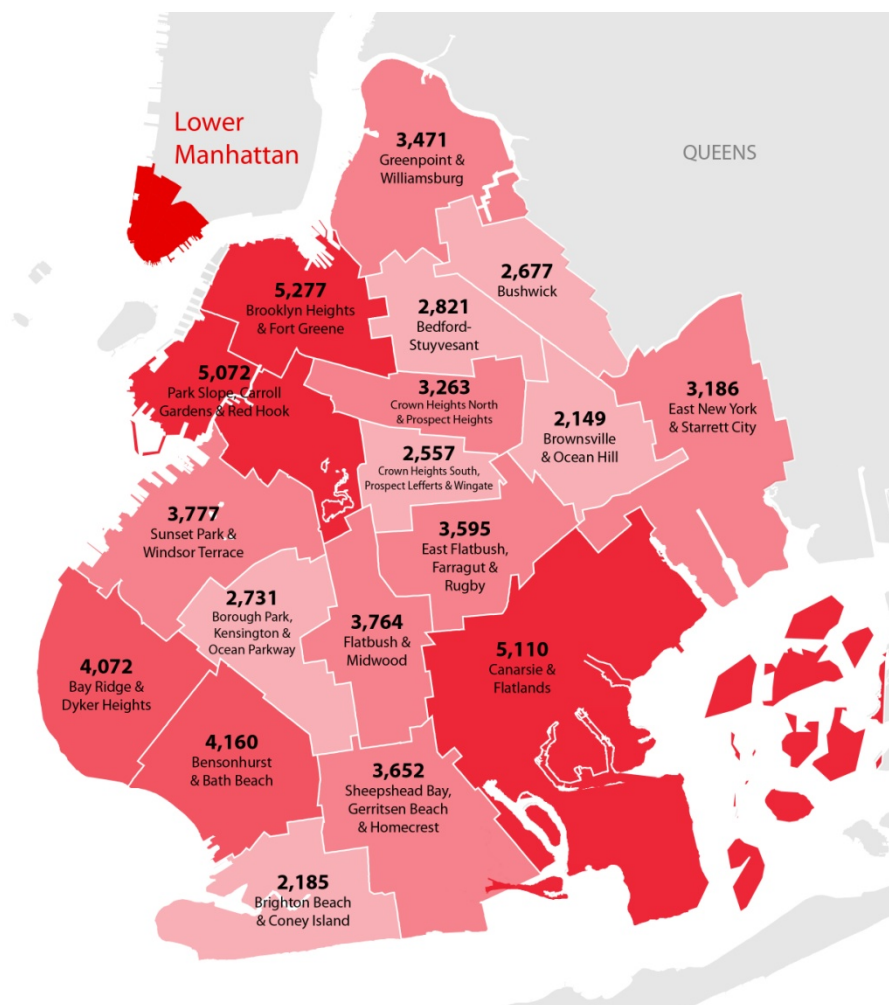 Lower
Manhattan
3,471
Greenpoint &
Williamsburg
QUEENS
2,677
Bushwick
5,277
Brooklyn Heights
& Fort Greene
2,821
Bedford-
Stuyvesant
5,072
Park Slope, Carroll
Gardens & Red Hook
3,263
Crown Heights North
& Prospect Heights
3,186
East New York
& Starrett City
2,149
Brownsville
& Ocean Hill
2,557
Crown Heights South,
Prospect Lefferts & Wingate
3,777
Sunset Park &
Windsor Terrace
3,595
East Flatbush,
Farragut &
Rugby
2,731
Borough Park,
Kensington &
Ocean Parkway
3,764
Flatbush &
Midwood
5,110
Canarsie &
Flatlands
4,072
Bay Ridge &
Dyker Heights
4,160
Bensonhurst
& Bath Beach
3,652
Sheepshead Bay,
Gerritsen Beach
& Homecrest
2,185
Brighton Beach
& Coney Island